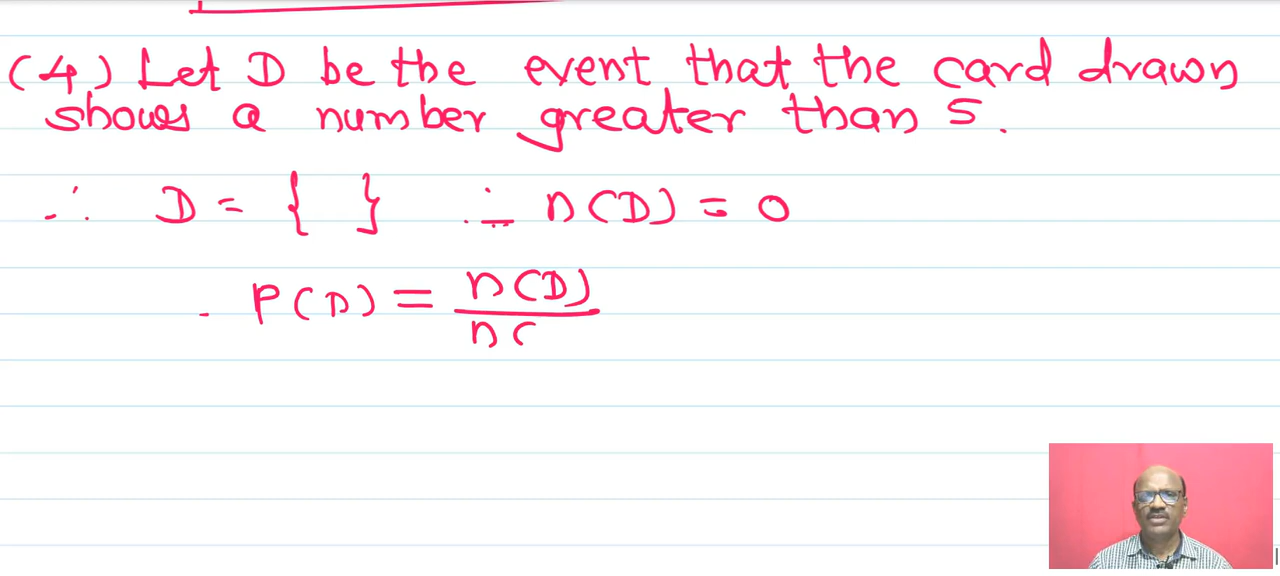 (4) Let D be the event that the card drawn
shows a number greater than 5.
∴ D = { } ∴ n(D) = 0
. P(D) = n(D)
n(